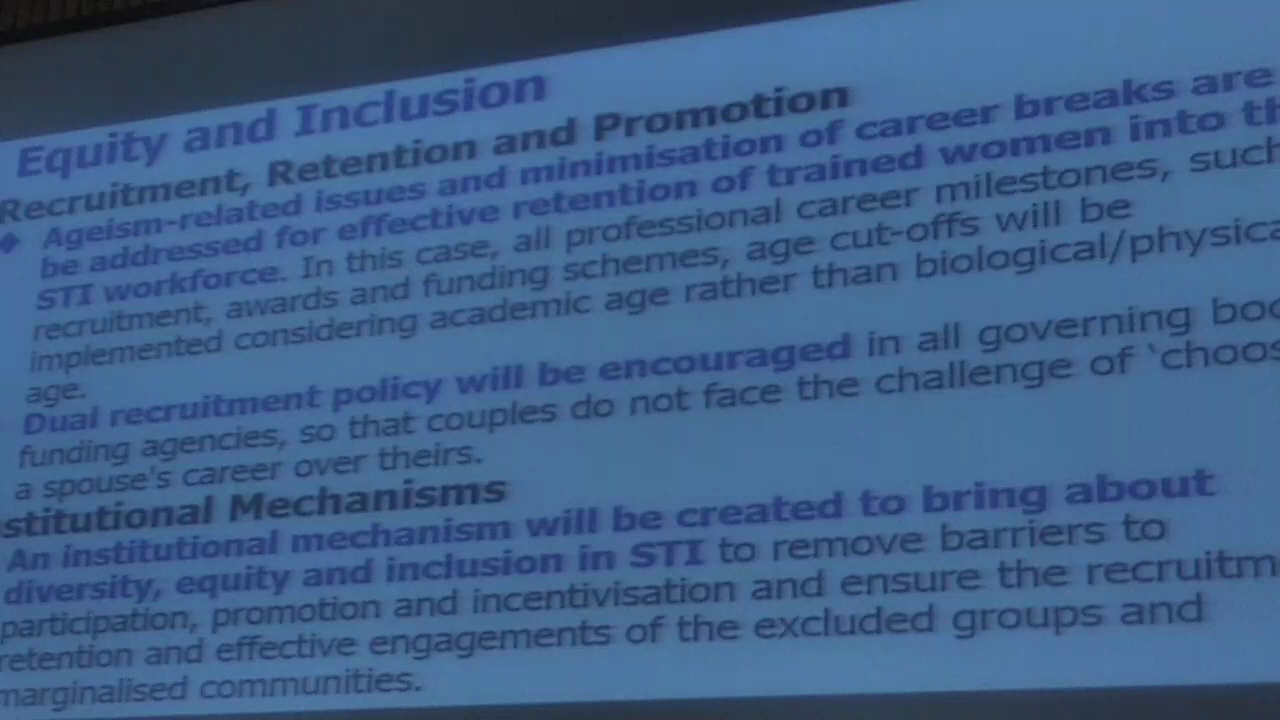 Equity and Inclusion
Recruitment, Retention and Promotion
Ageism-related issues and minimisation of career breaks are
be addressed for effective retention of trained women into th
STI workforce. In this case, all professional career milestones, such
recruitment, awards and funding schemes, age cut-offs will be
implemented considering academic age rather than biological/physica
age.
Dual recruitment policy will be encouraged in all governing bod
funding agencies, so that couples do not face the challenge of ‘choos
a spouse's career over theirs.
stitutional Mechanisms
An institutional mechanism will be created to bring about
diversity, equity and inclusion in STI to remove barriers to
participation, promotion and incentivisation and ensure the recruitm
retention and effective engagements of the excluded groups and
marginalised communities.